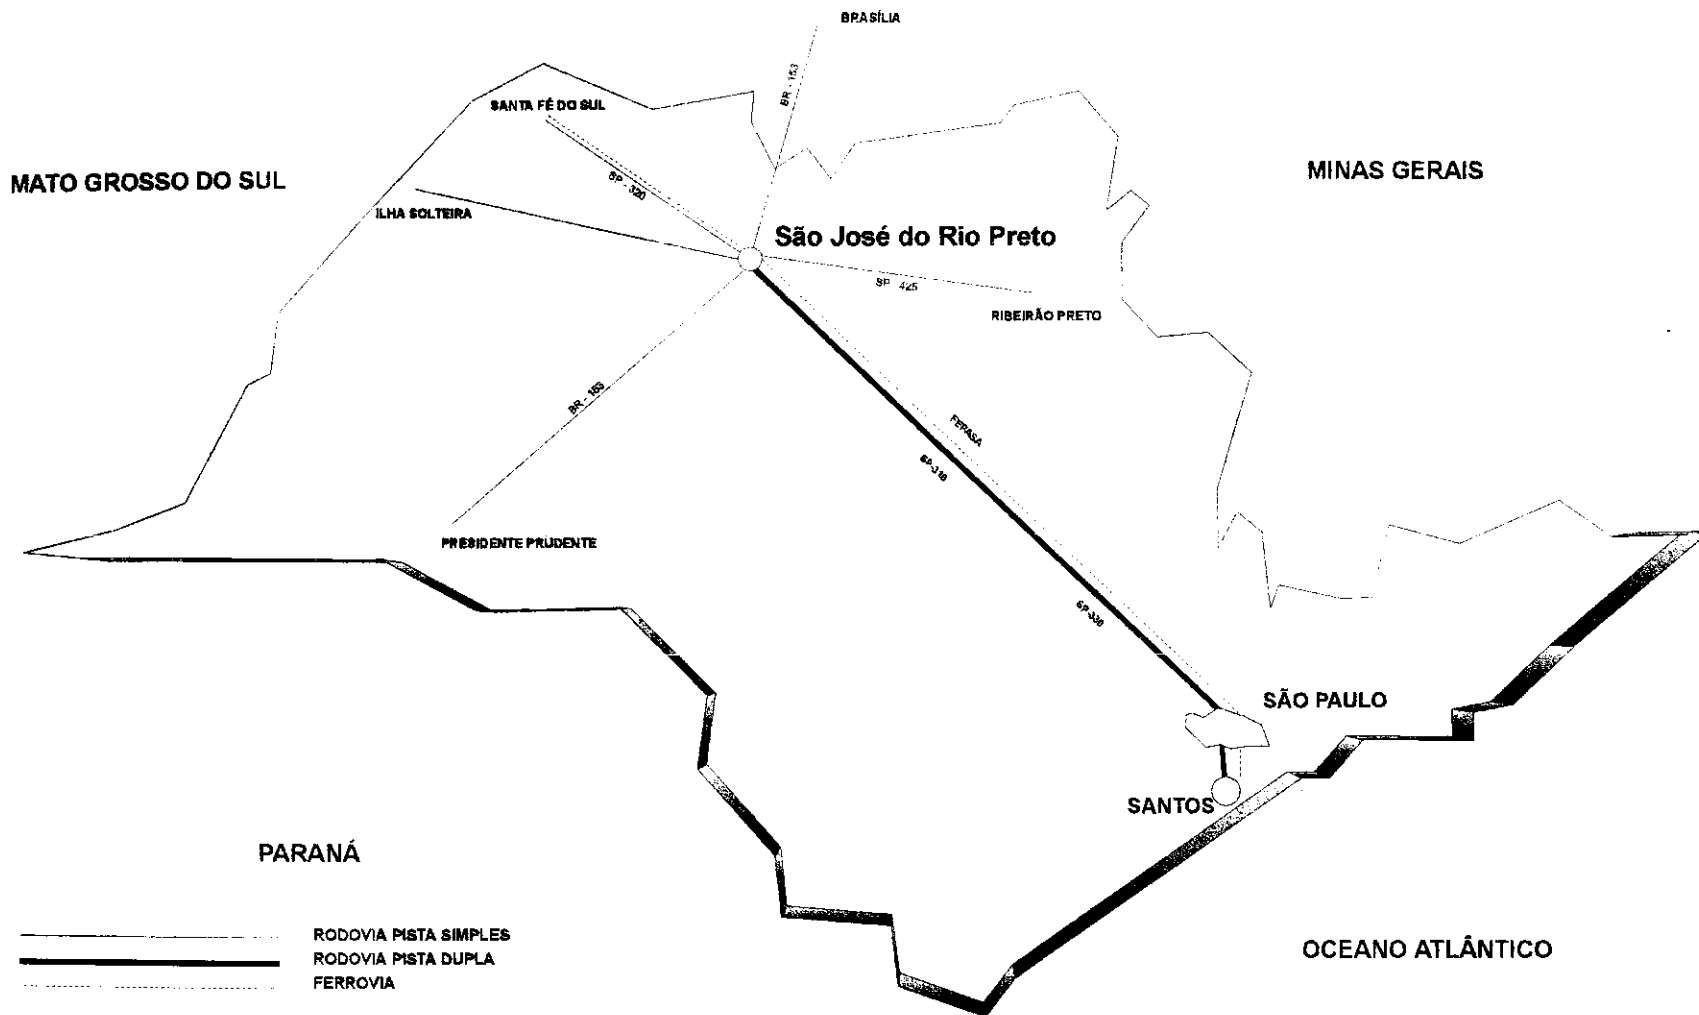 BRASÍLIA
BR - 153
SANTA FÉ DO SUL
MATO GROSSO DO SUL
MINAS GERAIS
SP - 320
ILHA SOLTEIRA
São José do Rio Preto
SP 425
RIBEIRÃO PRETO
BR - 153
FEPASA
SP-310
PRESIDENTE PRUDENTE
SP-330
SÃO PAULO
SANTOS
PARANÁ
RODOVIA PISTA SIMPLES
RODOVIA PISTA DUPLA
FERROVIA
OCEANO ATLÂNTICO